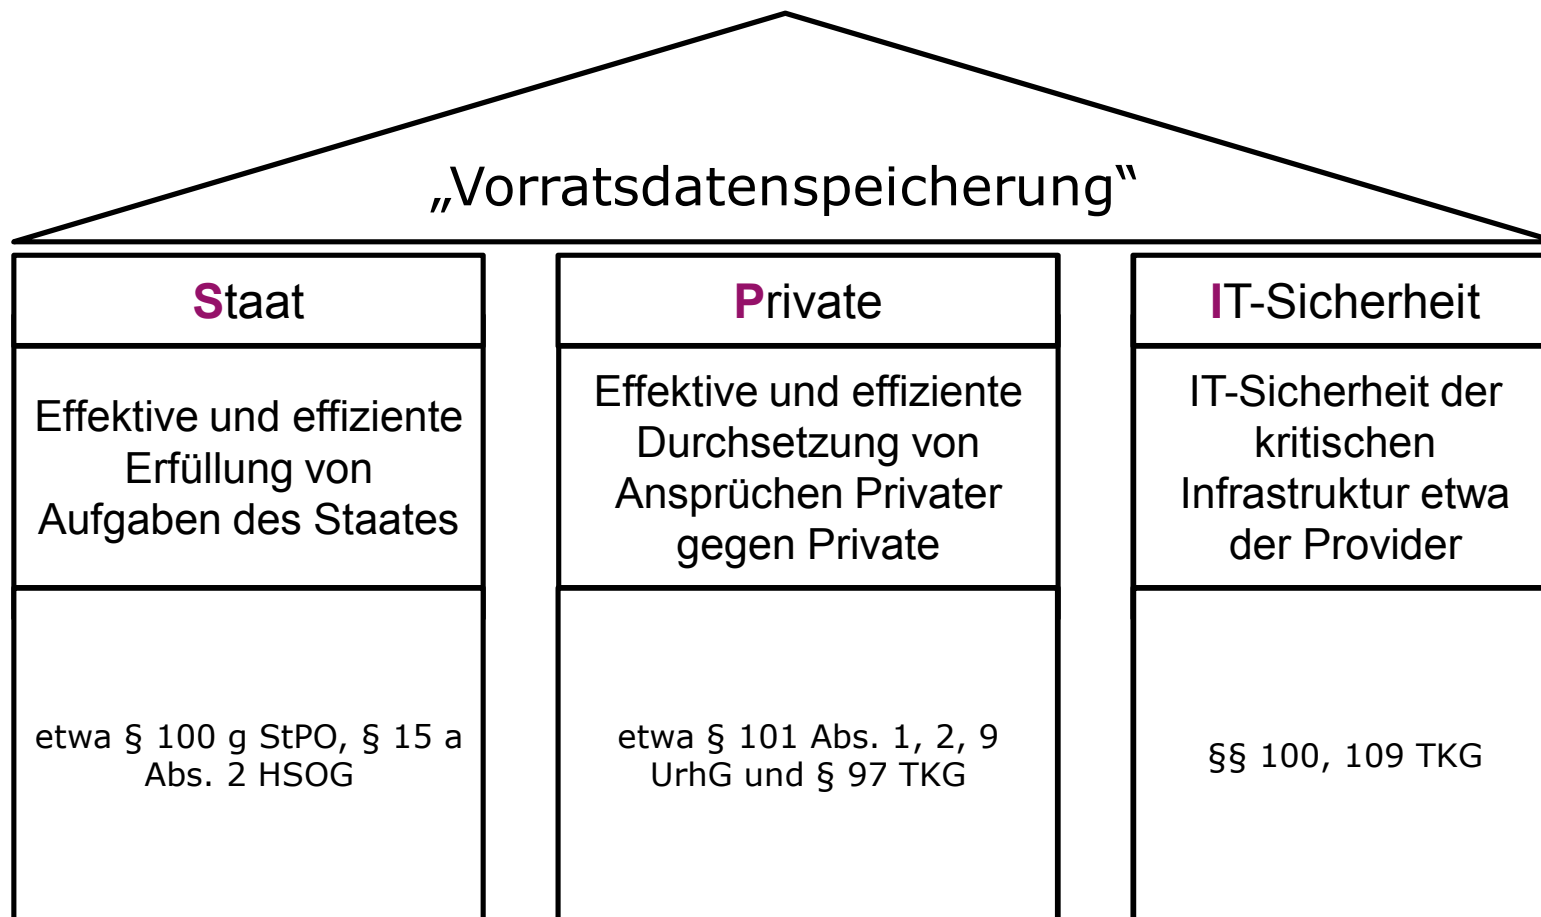 „Vorratsdatenspeicherung“
Staat
Effektive und effiziente
Erfüllung von
Aufgaben des Staates
etwa § 100 g StPO, § 15 a
Abs. 2 HSOG
Private
Effektive und effiziente
Durchsetzung von
Ansprüchen Privater
gegen Private
etwa § 101 Abs. 1, 2, 9
UrhG und § 97 TKG
IT-Sicherheit
IT-Sicherheit der
kritischen
Infrastruktur etwa
der Provider
§§ 100, 109 TKG